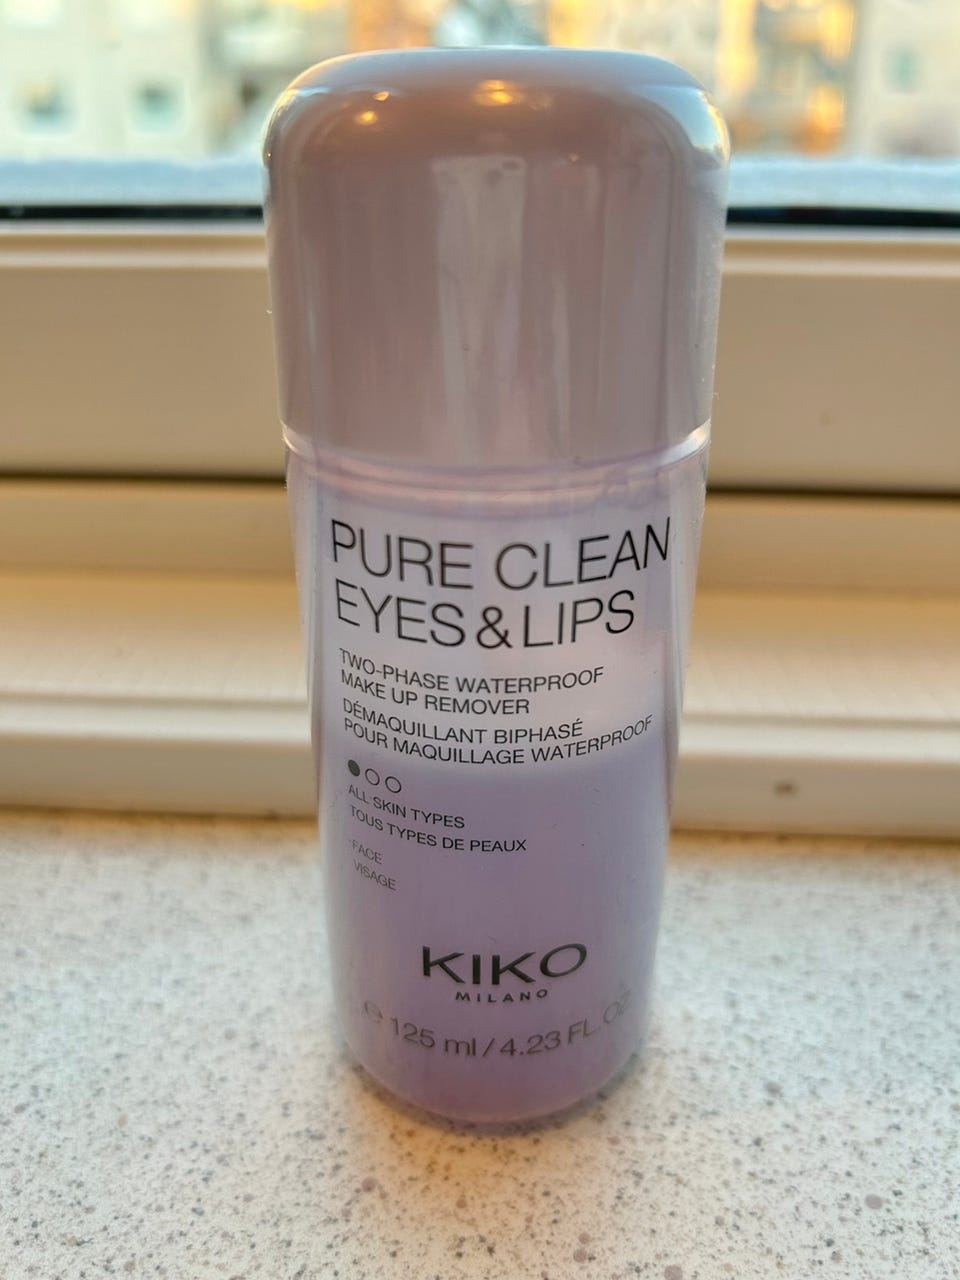 PURE CLEAN
EYES & LIPS
TWO-PHASE WATERPROOF
MAKE UP REMOVER
DÉMAQUILLANT BIPHASÉ
POUR MAQUILLAGE WATERPROOF
ALL SKIN TYPES
TOUS TYPES DE PEAUX
FACE
VISAGE
KIKO
MILANO
℮ 125 ml / 4.23 FL.OZ